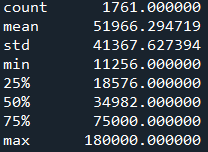 count 1761.000000
mean 51966.294719
std 41367.627394
min 11256.000000
25% 18576.000000
50% 34982.000000
75% 75000.000000
max 180000.000000